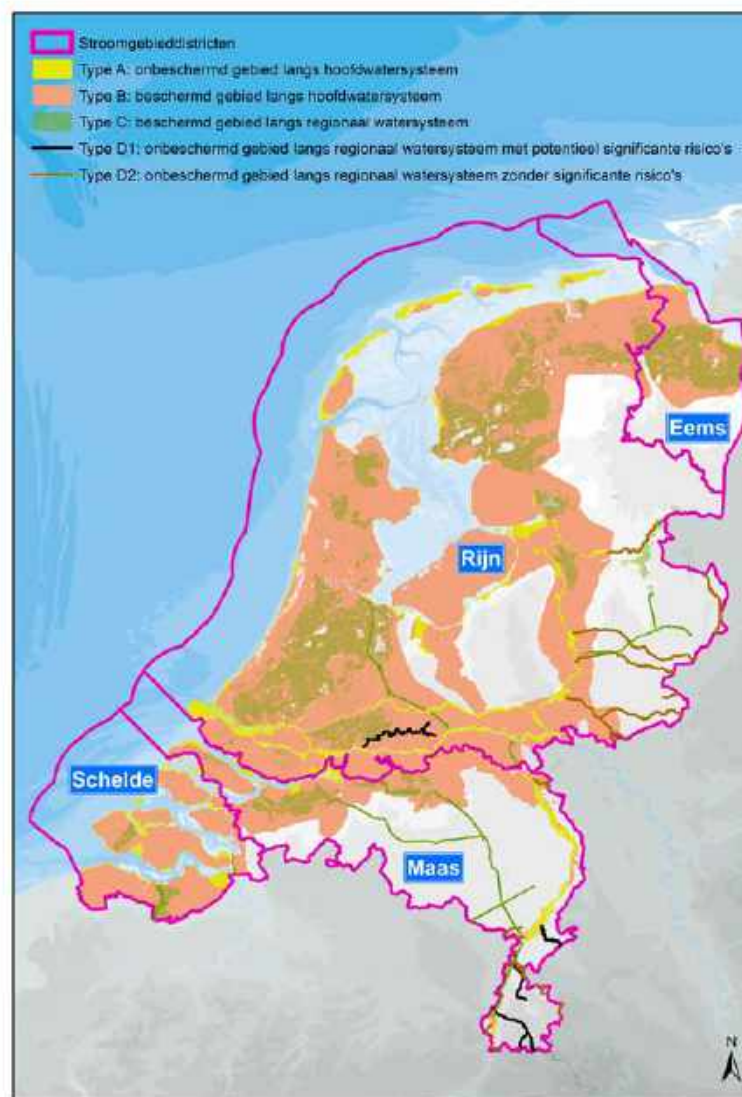 Stroomgebieddistricten
Type A: onbeschermd gebied langs hoofdwatersysteem
Type B: beschermd gebied langs hoofdwatersysteem
Type C: beschermd gebied langs regionaal watersysteem
Type D1: onbeschermd gebied langs regionaal watersysteem met potentieel significante risico's
Type D2: onbeschermd gebied langs regionaal watersysteem zonder significante risico's
Eems
Rijn
Schelde
Maas
N